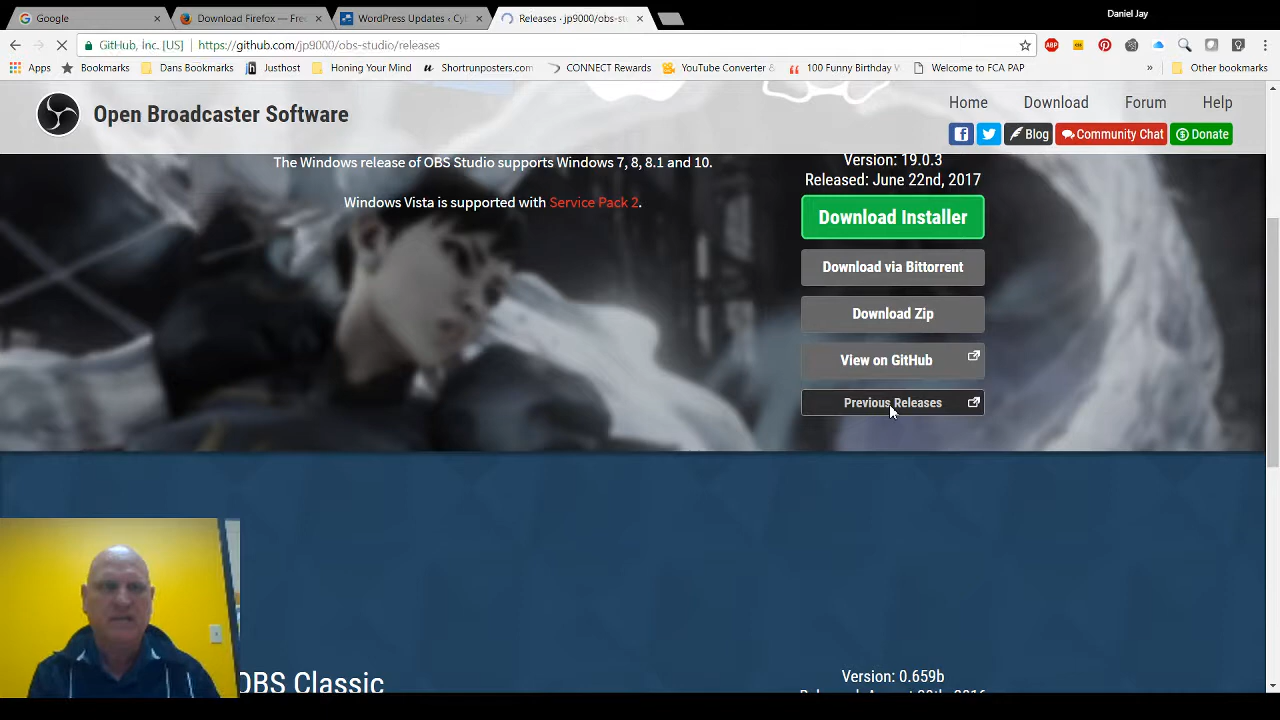 Daniel Jay
Google
Download Firefox — Free
WordPress Updates ‹ Cyl
Releases · jp9000/obs-st
GitHub, Inc. [US]
https://github.com/jp9000/obs-studio/releases
Apps
Bookmarks
Dans Bookmarks
Justhost
Honing Your Mind
Shortrunposters.com
CONNECT Rewards
YouTube Converter &
100 Funny Birthday V
Welcome to FCA PAP
»
Other bookmarks
Open Broadcaster Software
Home
Download
Forum
Help
Blog
Community Chat
Donate
The Windows release of OBS Studio supports Windows 7, 8, 8.1 and 10.
Windows Vista is supported with Service Pack 2.
Version: 19.0.3
Released: June 22nd, 2017
Download Installer
Download via Bittorrent
Download Zip
View on GitHub
Previous Releases
OBS Classic
Version: 0.659b